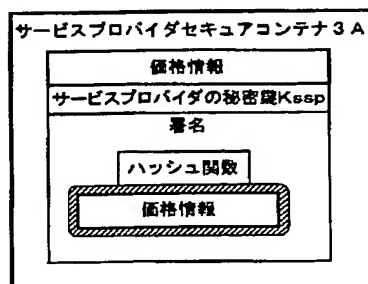 サービスプロバイダセキュアコンテナ3A
価格情報
サービスプロバイダの秘密鍵Kssp
署名
ハッシュ関数
価格情報